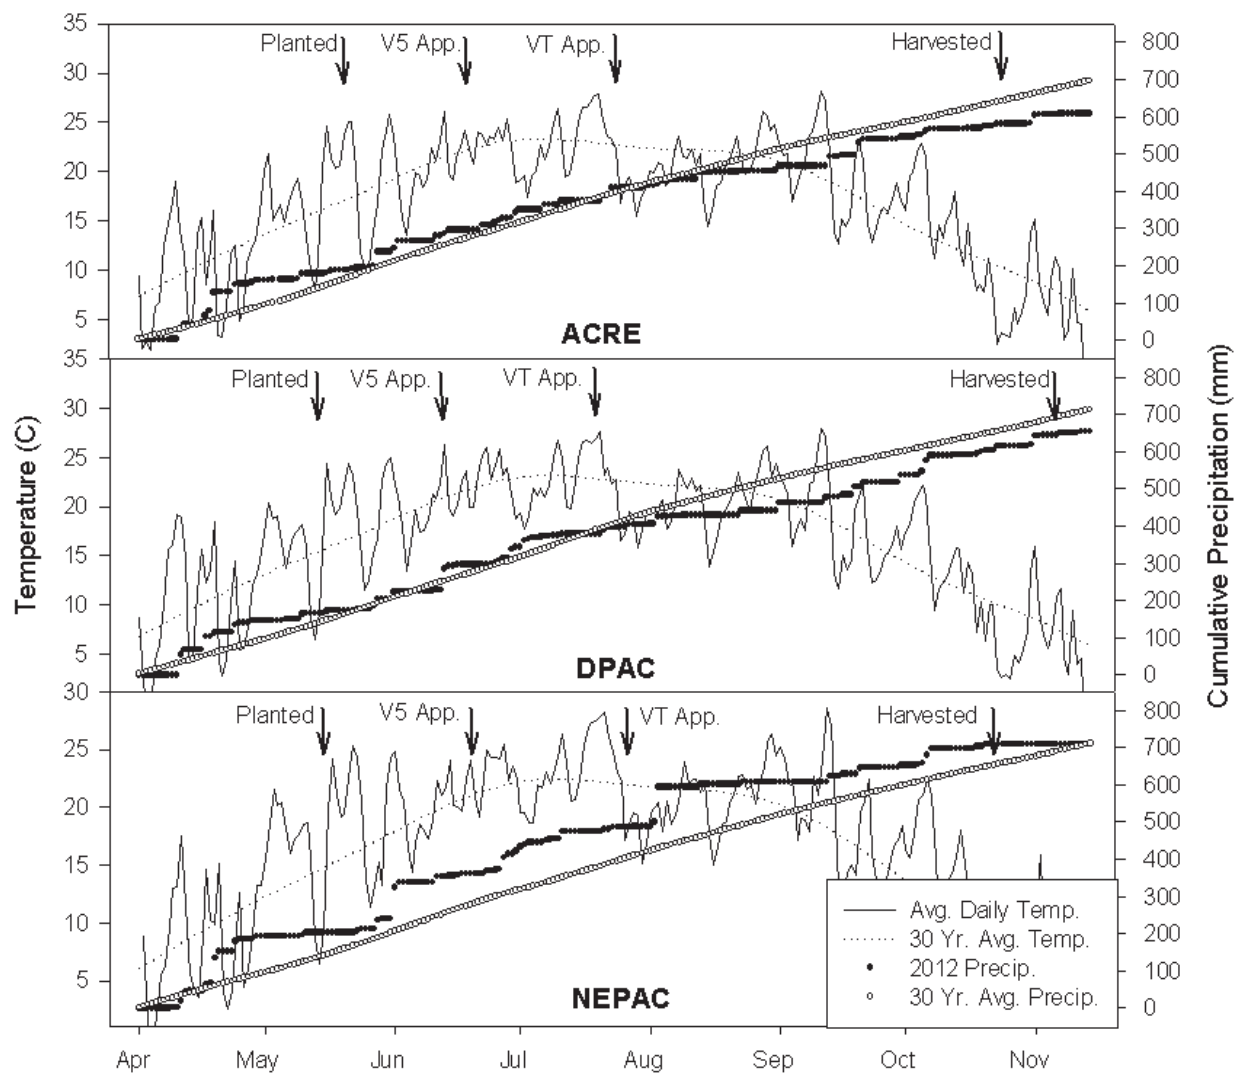 35
30
25
20
15
10
5
Planted
V5 App.
VT App.
Harvested
ACRE
800
700
600
500
400
300
200
100
0
35
30
25
20
15
10
5
Planted
V5 App.
VT App.
Harvested
DPAC
800
700
600
500
400
300
200
100
0
Temperature (C)
Cumulative Precipitation (mm)
30
25
20
15
10
5
Planted
V5 App.
VT App.
Harvested
NEPAC
800
700
600
500
400
300
200
100
0
Avg. Daily Temp.
30 Yr. Avg. Temp.
2012 Precip.
30 Yr. Avg. Precip.
Apr May Jun Jul Aug Sep Oct Nov